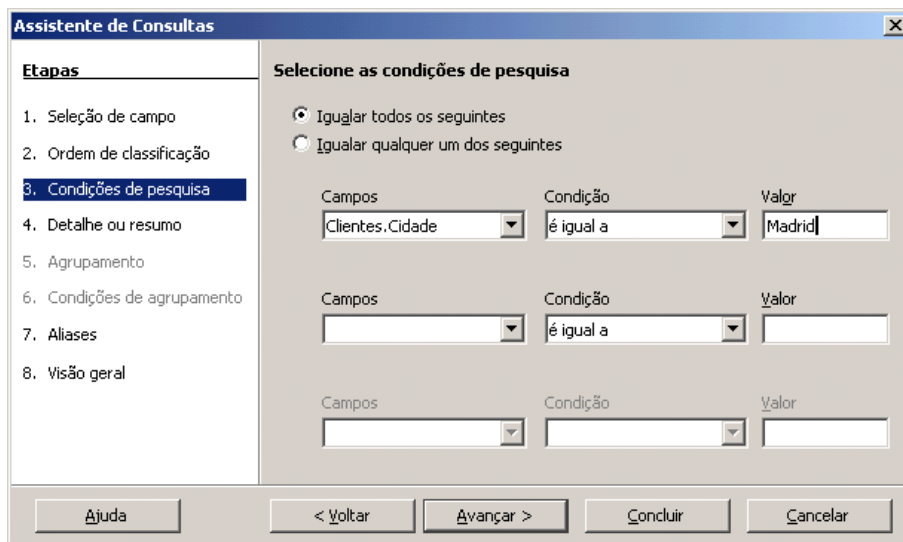 Assistente de Consultas
Etapas
1. Seleção de campo
2. Ordem de classificação
3. Condições de pesquisa
4. Detalhe ou resumo
5. Agrupamento
6. Condições de agrupamento
7. Aliases
8. Visão geral
Selecione as condições de pesquisa
Igualar todos os seguintes
Igualar qualquer um dos seguintes
Campos Condição Valor
Clientes.Cidade é igual a Madrid
Campos Condição Valor
é igual a
Campos Condição Valor
Ajuda < Voltar Avançar > Concluir Cancelar